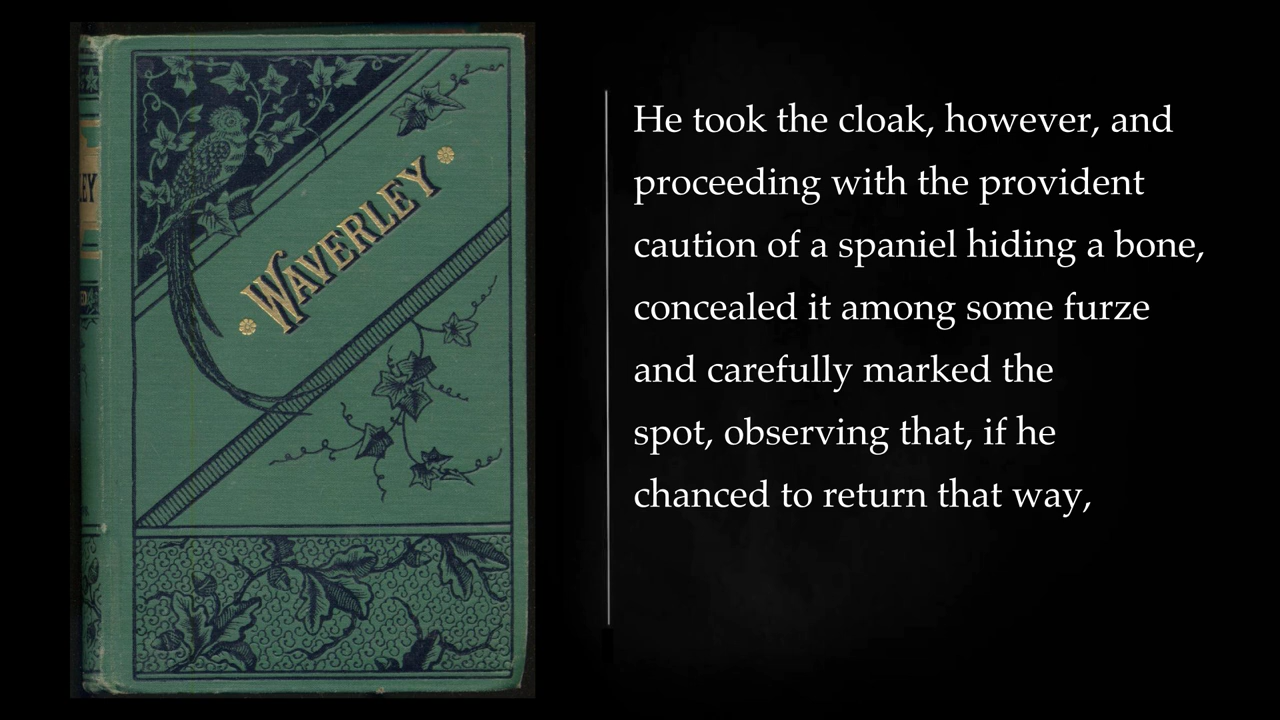 WAVERLEY
He took the cloak, however, and
proceeding with the provident
caution of a spaniel hiding a bone,
concealed it among some furze
and carefully marked the
spot, observing that, if he
chanced to return that way,